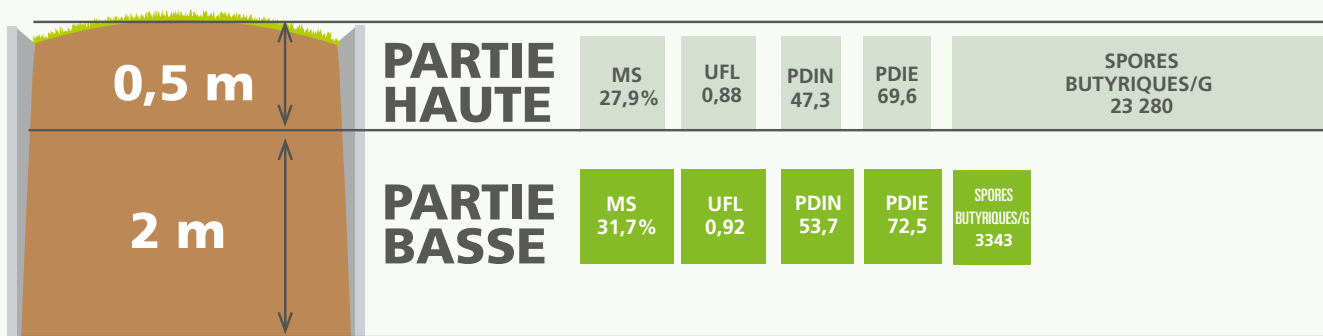 0,5 m
PARTIE
HAUTE
MS
27,9%
UFL
0,88
PDIN
47,3
PDIE
69,6
SPORES
BUTYRIQUES/G
23 280
2 m
PARTIE
BASSE
MS
31,7%
UFL
0,92
PDIN
53,7
PDIE
72,5
SPORES
BUTYRIQUES/G
3343